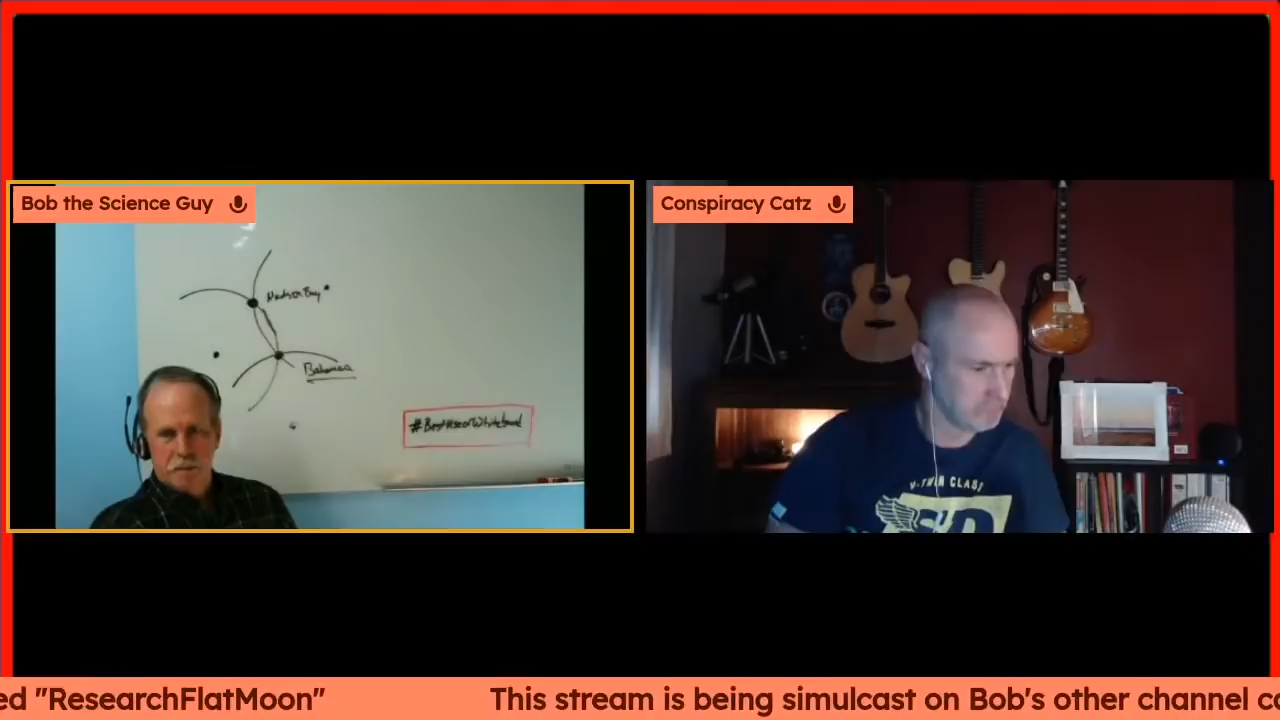 Bob the Science Guy
Conspiracy Catz
Hudson Bay
Bahamas
CLASS
ed "ResearchFlatMoon"
This stream is being simulcast on Bob's other channel c